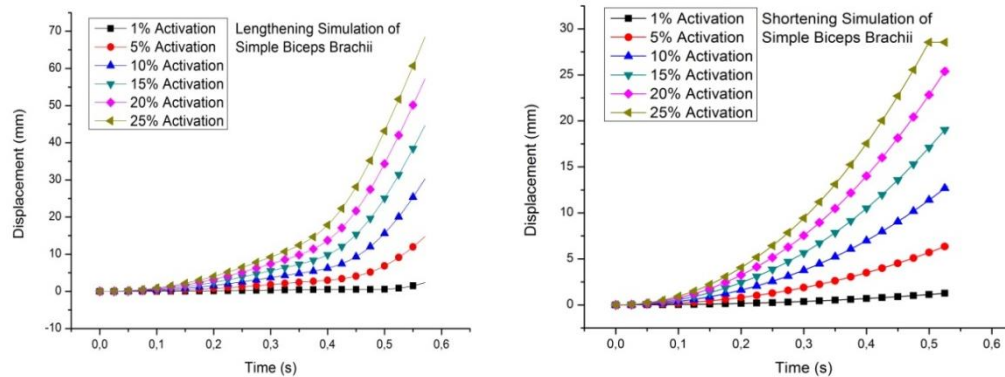 1% Activation
5% Activation
10% Activation
15% Activation
20% Activation
25% Activation
Lengthening Simulation of
Simple Biceps Brachii
Displacement (mm)
70
60
50
40
30
20
10
0
-10
0,0 0,1 0,2 0,3 0,4 0,5 0,6
Time (s)
1% Activation
5% Activation
10% Activation
15% Activation
20% Activation
25% Activation
Shortening Simulation of
Simple Biceps Brachii
Displacement (mm)
30
25
20
15
10
5
0
0,0 0,1 0,2 0,3 0,4 0,5 0,6
Time (s)